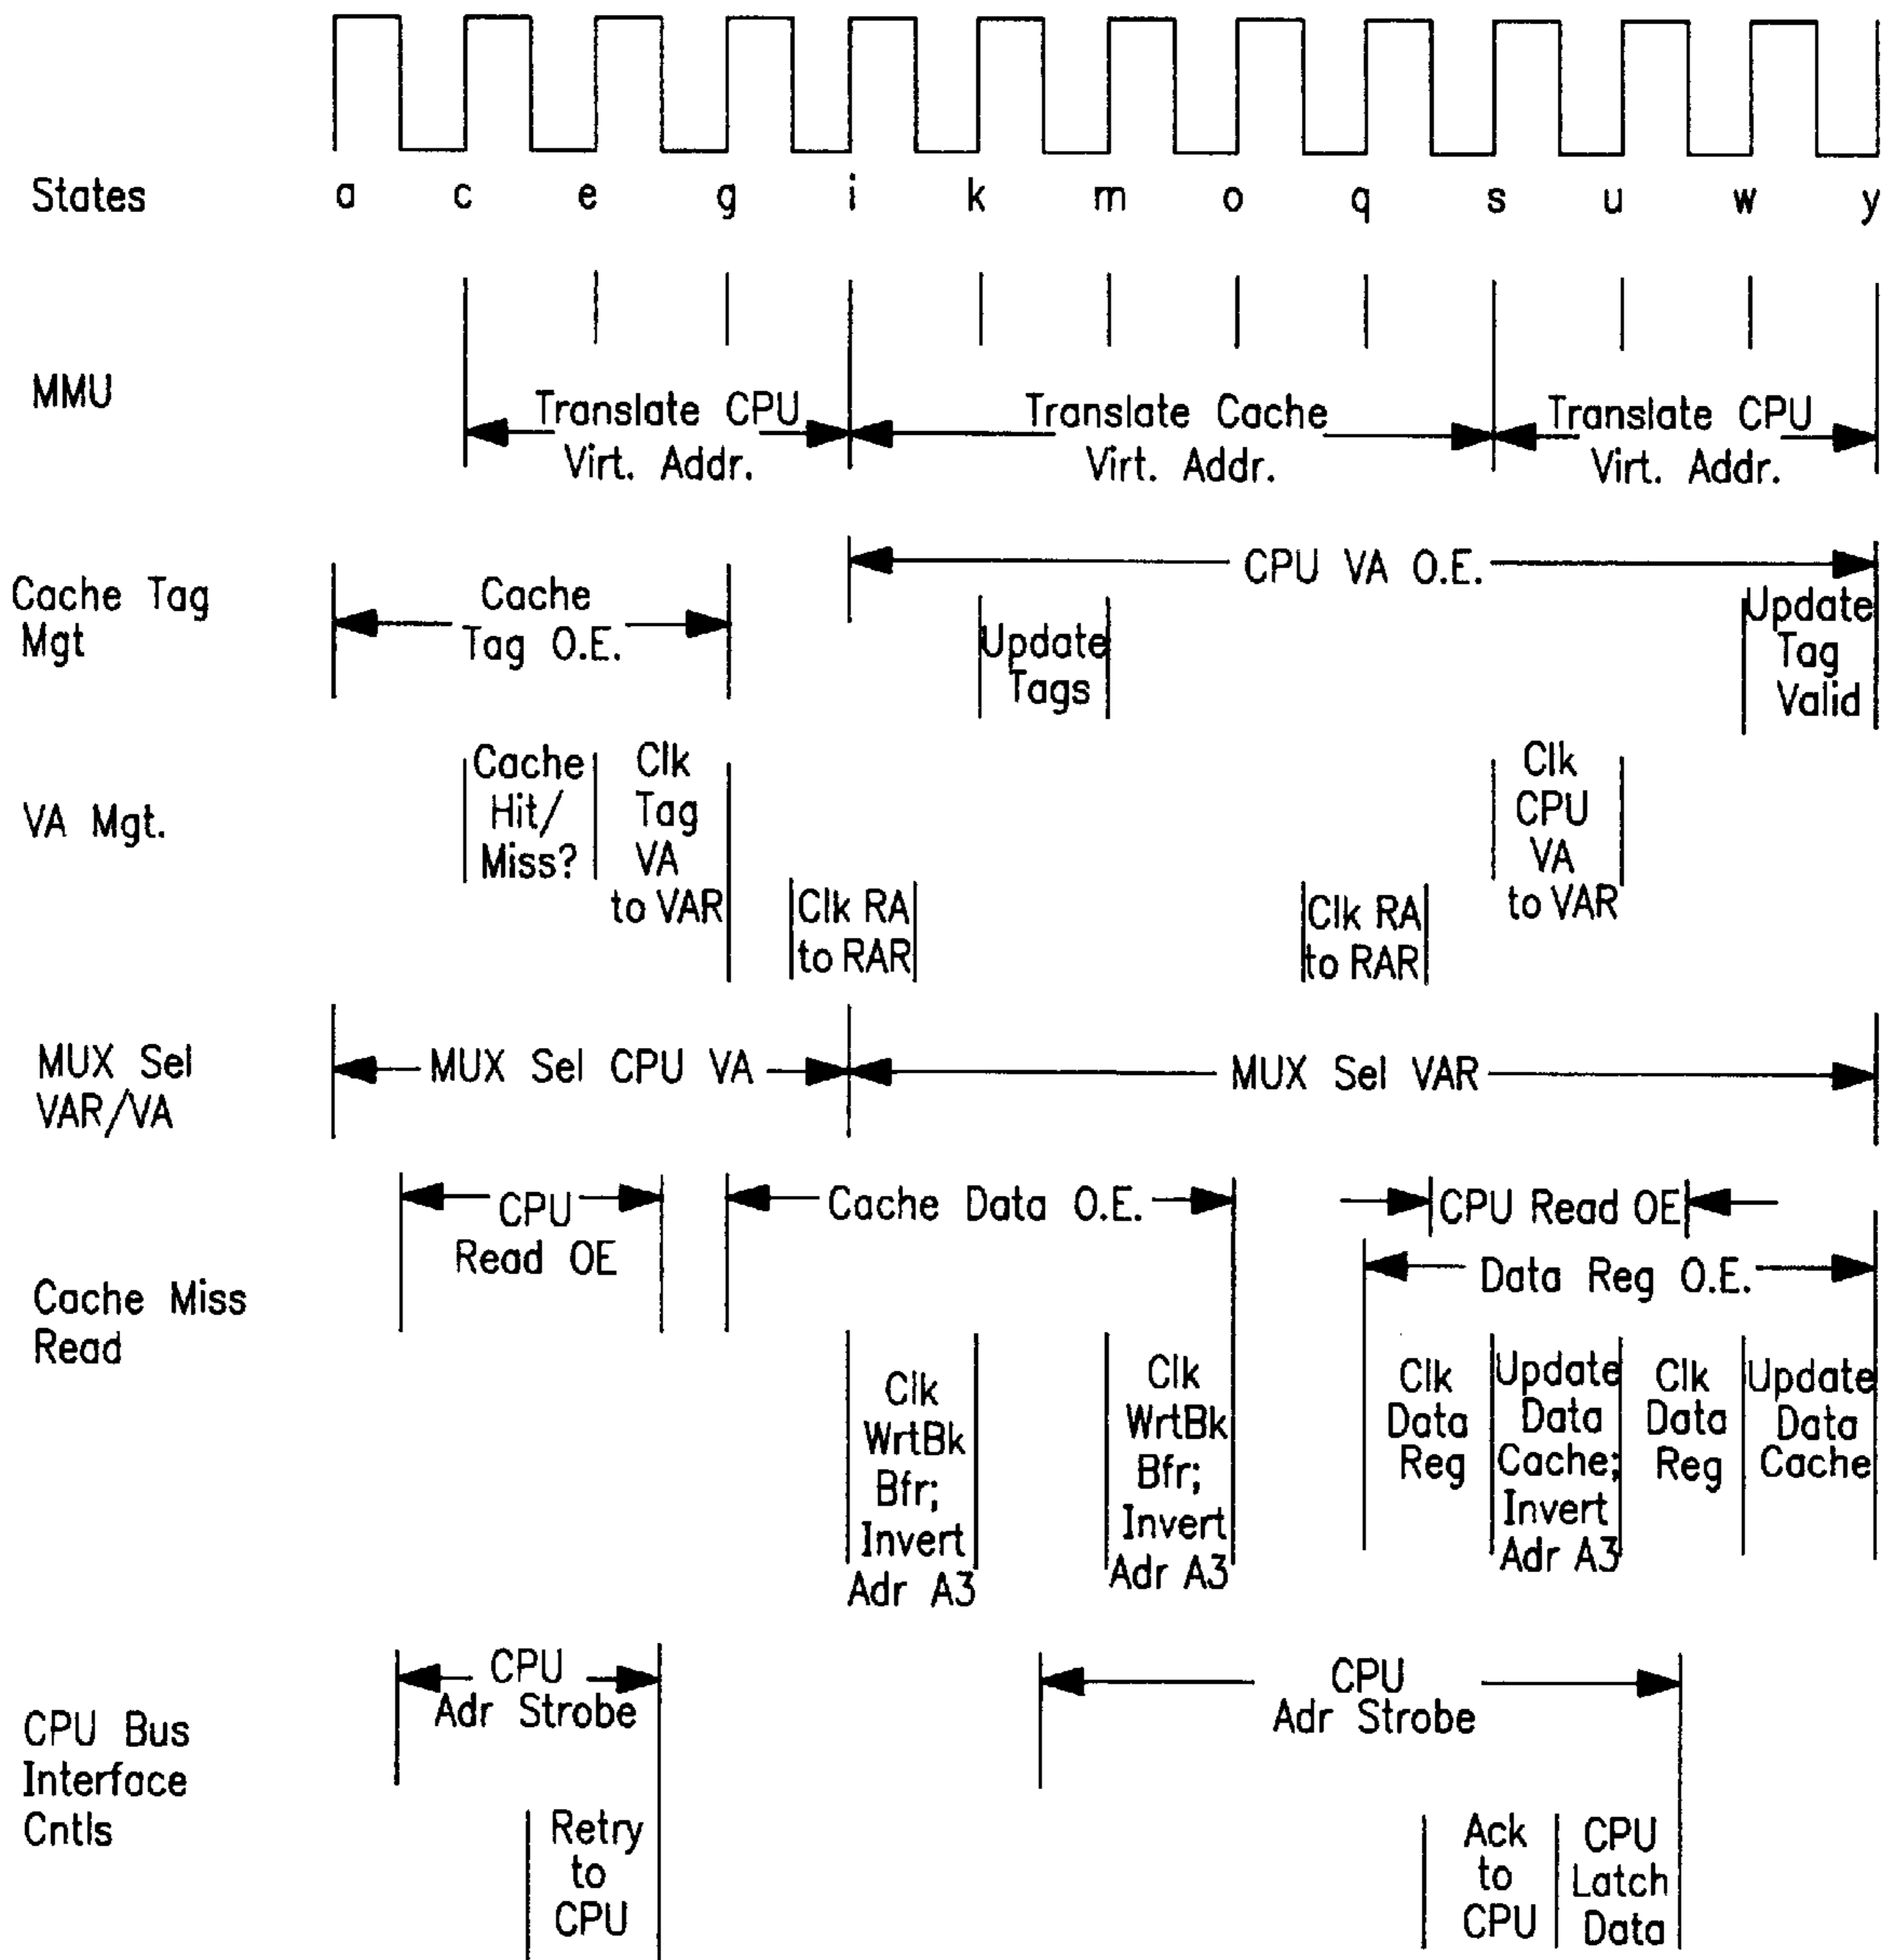 States a c e g i k m o q s u w y
MMU
Translate CPU
Virt. Addr.
Translate Cache
Virt. Addr.
Translate CPU
Virt. Addr.
Cache Tag
Mgt
Cache
Tag O.E.
CPU VA O.E.
Update
Tags
Update
Tag
Valid
VA Mgt.
Cache
Hit/
Miss?
Clk
Tag
VA
to VAR
Clk RA
to RAR
Clk RA
to RAR
Clk
CPU
VA
to VAR
MUX Sel
VAR/VA
MUX Sel CPU VA
MUX Sel VAR
Cache Miss
Read
CPU
Read OE
Cache Data O.E.
CPU Read OE
Data Reg O.E.
Clk
WrtBk
Bfr;
Invert
Adr A3
Clk
WrtBk
Bfr;
Invert
Adr A3
Clk
Data
Reg
Update
Data
Cache;
Invert
Adr A3
Clk
Data
Reg
Update
Data
Cache
CPU Bus
Interface
Cntls
CPU
Adr Strobe
CPU
Adr Strobe
Retry
to
CPU
Ack
to
CPU
CPU
Latch
Data